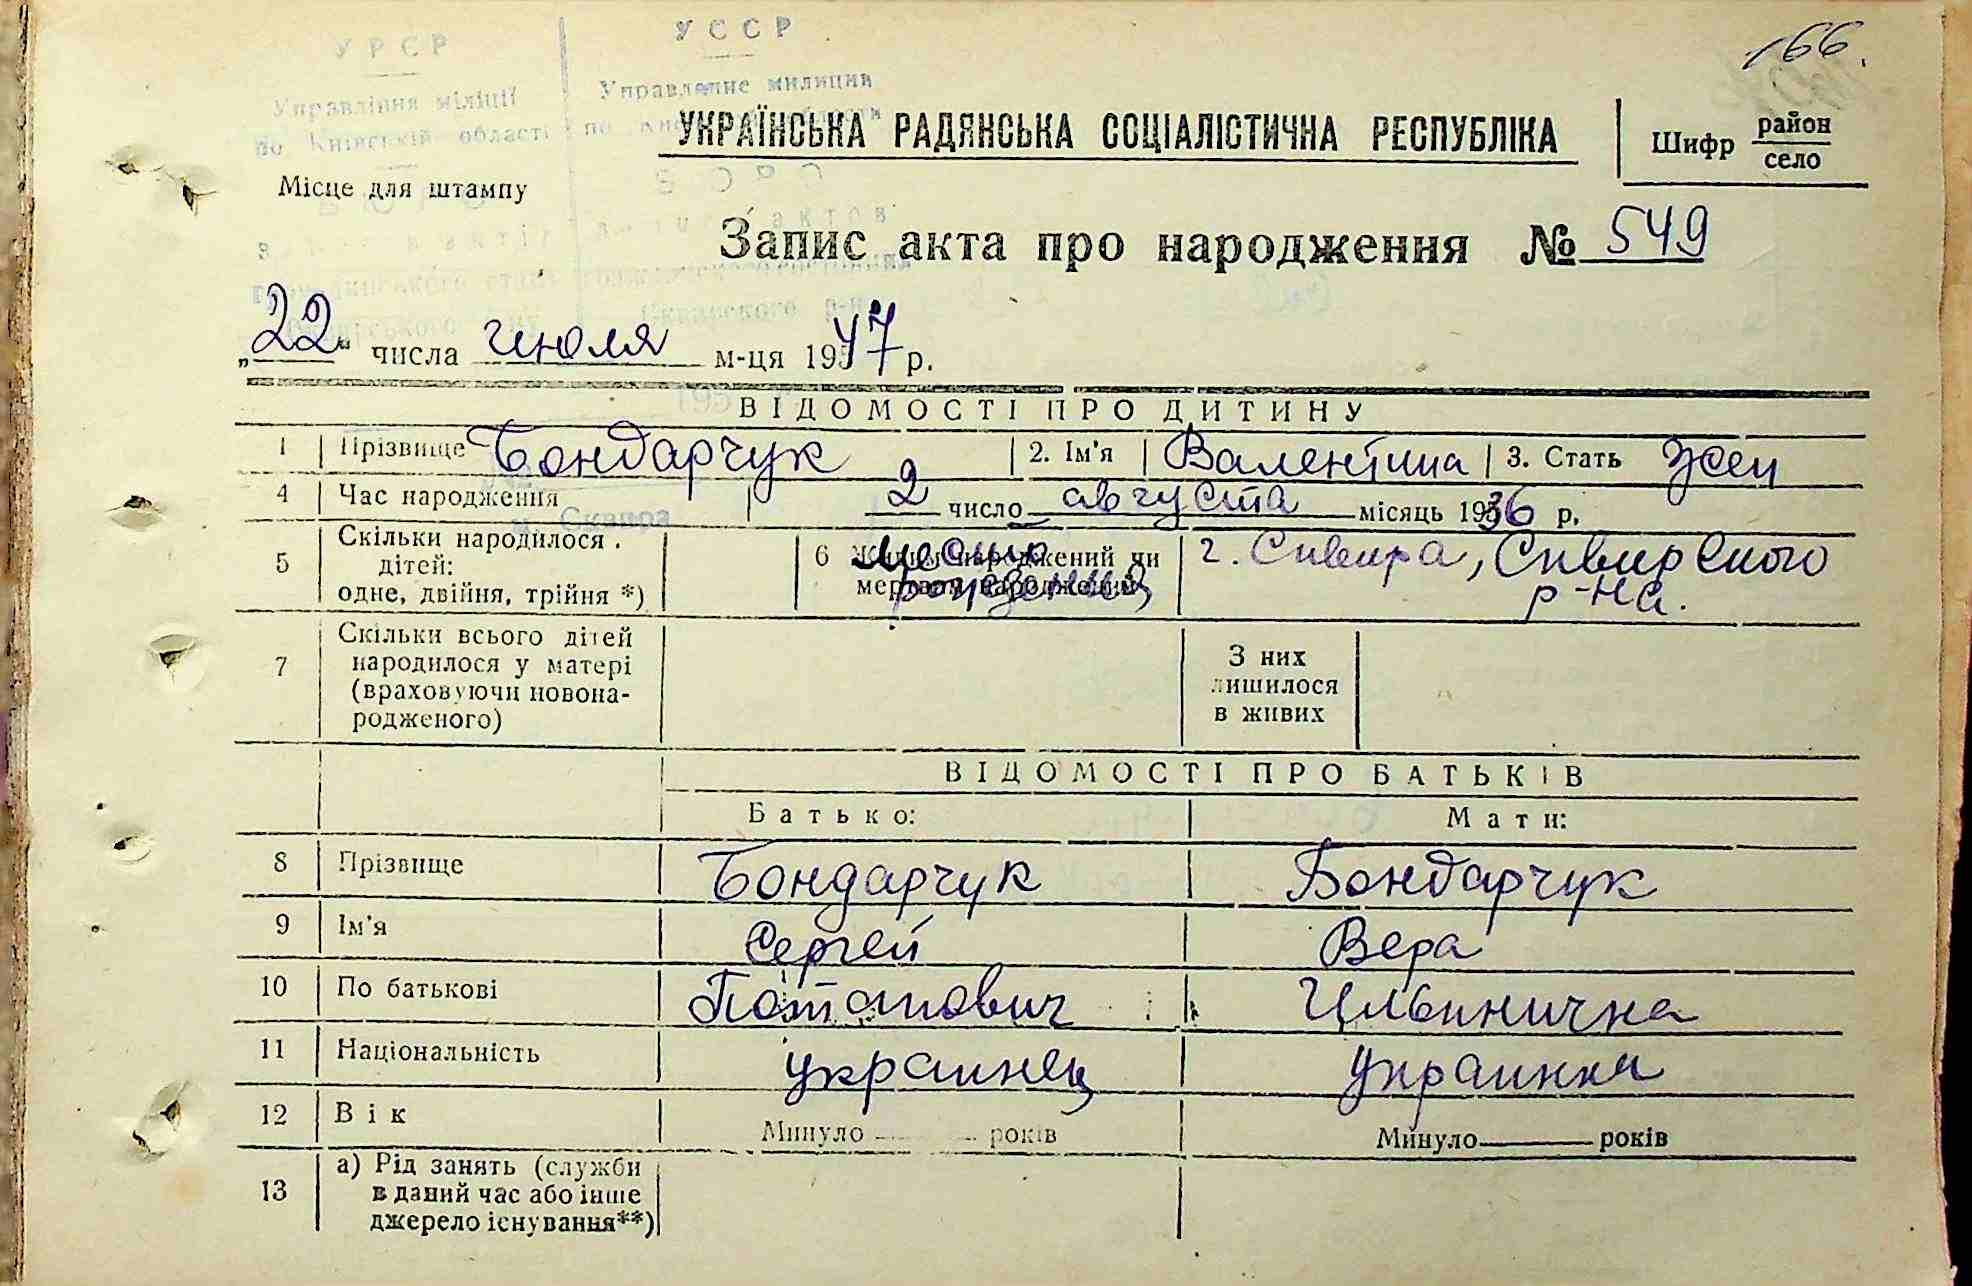 166.
УРСР УССР
Управління міліції Управление милиции
по Київській області по
УКРАЇНСЬКА РАДЯНСЬКА СОЦІАЛІСТИЧНА РЕСПУБЛІКА
Шифр район
село
Місце для штампу
Запис акта про народження № 549
„22“ числа июля м-ця 1947 р.
ВІДОМОСТІ ПРО ДИТИНУ
1 Прізвище Бондарчук 2. Ім'я Валентина 3. Стать жен
4 Час народження 2 число августа місяць 1936 р.
м. Сквира
5 Скільки народилося дітей: одне, двійня, трійня *)
6 Живим народжений чи мертвим народжений
место рождения
г. Сквира, Сквирского
р-на.
7 Скільки всього дітей народилося у матері (враховуючи новонародженого)
З них лишилося в живих
ВІДОМОСТІ ПРО БАТЬКІВ
Батько: Мати:
8 Прізвище Бондарчук Бондарчук
9 Ім'я Сергей Вера
10 По батькові Потапович Ильинична
11 Національність украинец украинка
12 Вік Минуло років Минуло років
13 а) Рід занять (служби
в даний час або інше
джерело існування**)